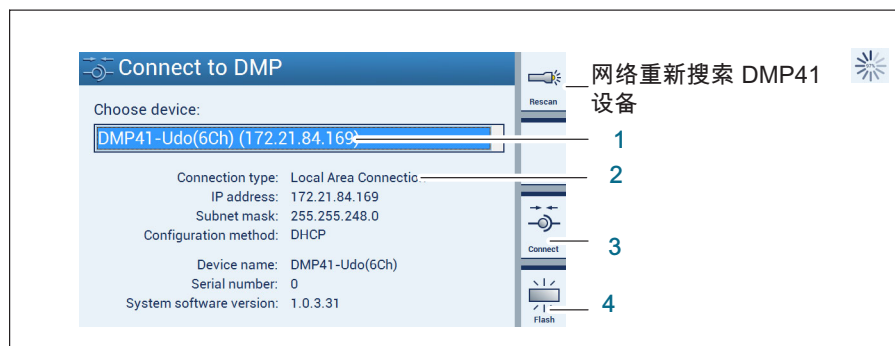 Connect to DMP
Choose device:
DMP41-Udo(6Ch) (172.21.84.169)
Connection type: Local Area Connection
IP address: 172.21.84.169
Subnet mask: 255.255.248.0
Configuration method: DHCP
Device name: DMP41-Udo(6Ch)
Serial number: 0
System software version: 1.0.3.31
Rescan
Connect
Flash
网络重新搜索 DMP41
设备
1
2
3
4